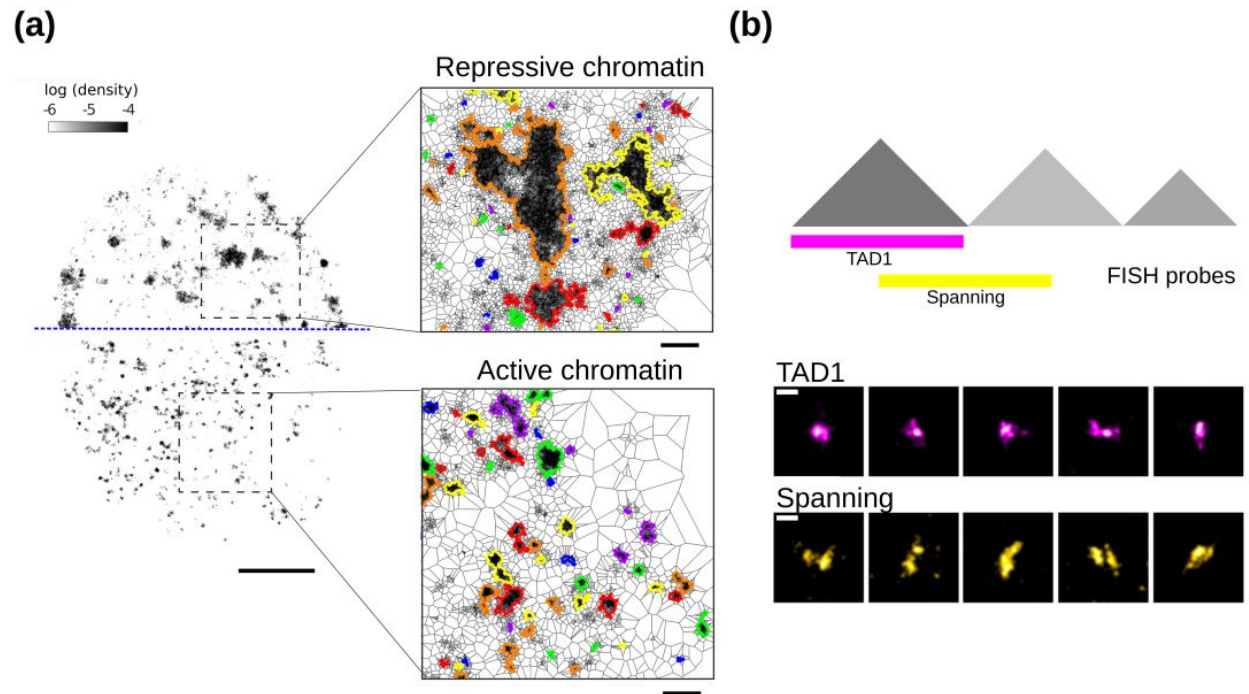 (a)
log (density)
-6 -5 -4
Repressive chromatin
Active chromatin
(b)
TAD1
Spanning
FISH probes
TAD1
Spanning